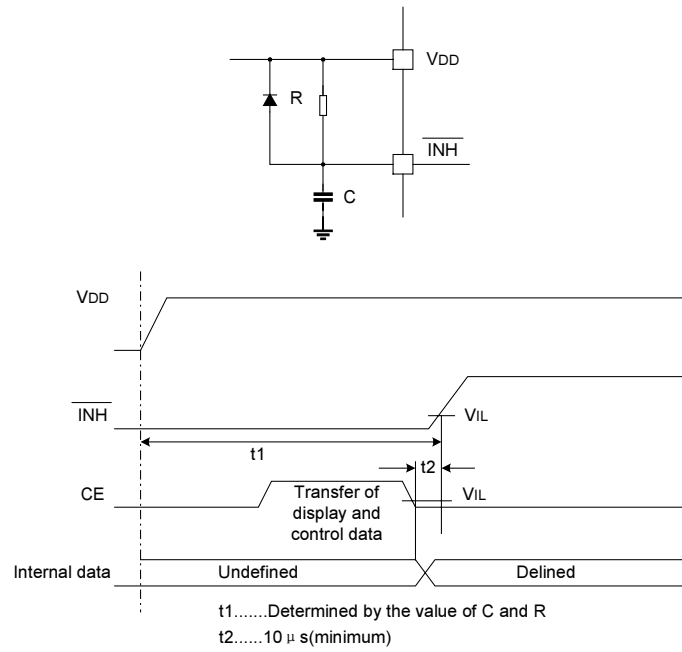 VDD
R
INH
C
VDD
INH
VIL
t1
t2
CE
Transfer of
display and
control data
VIL
Internal data
Undefined
Delined
t1.......Determined by the value of C and R
t2......10 μ s(minimum)